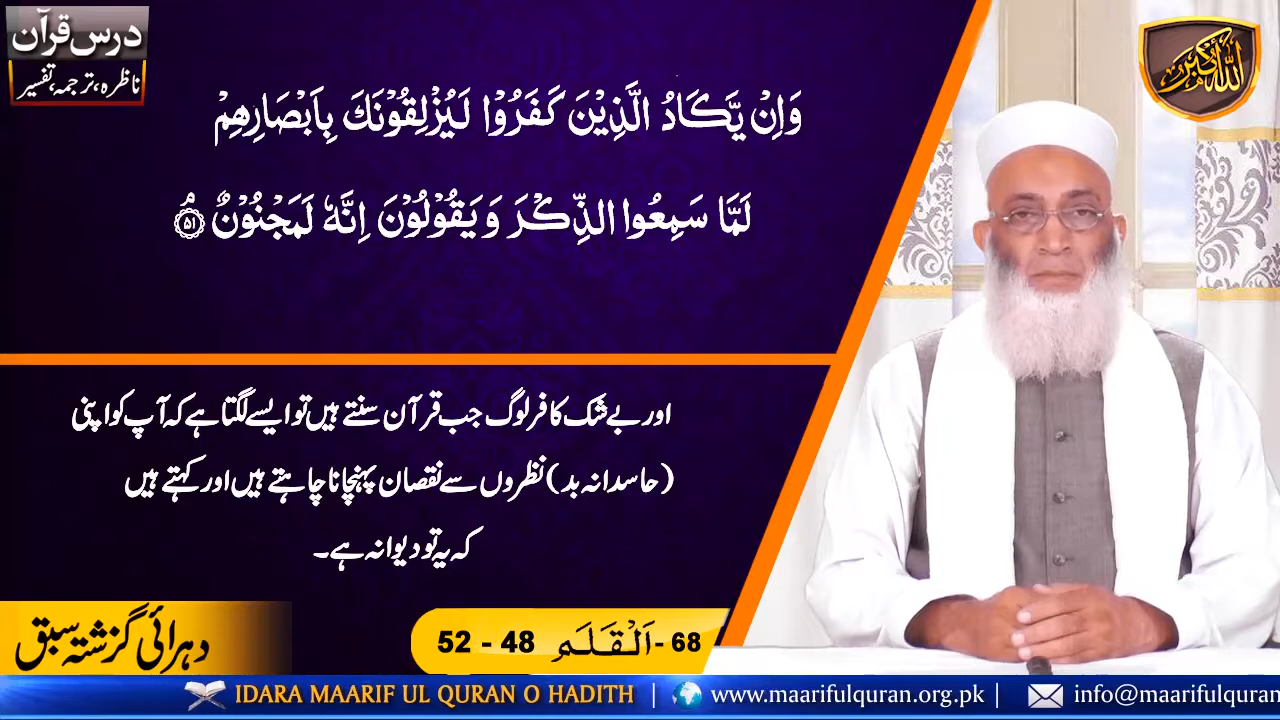 درس قرآن
ناظرہ، ترجمہ، تفسیر
اللہ اکبر
وَاِنْ يَّكَادُ الَّذِيْنَ كَفَرُوْا لَيُزْلِقُوْنَكَ بِاَبْصَارِهِمْ
لَمَّا سَمِعُوا الذِّكْرَ وَيَقُوْلُوْنَ اِنَّهٗ لَمَجْنُوْنٌ ۘ ۵۱
اور بے شک کافر لوگ جب قرآن سنتے ہیں تو ایسے لگتا ہے کہ آپ کو اپنی
(حاسدانہ بد) نظروں سے نقصان پہنچانا چاہتے ہیں اور کہتے ہیں
کہ یہ تو دیوانہ ہے۔
دہرائی گزشتہ سبق
68- اَلْقَلَم 48 - 52
IDARA MAARIF UL QURAN O HADITH | www.maarifulquran.org.pk | info@maarifulquran